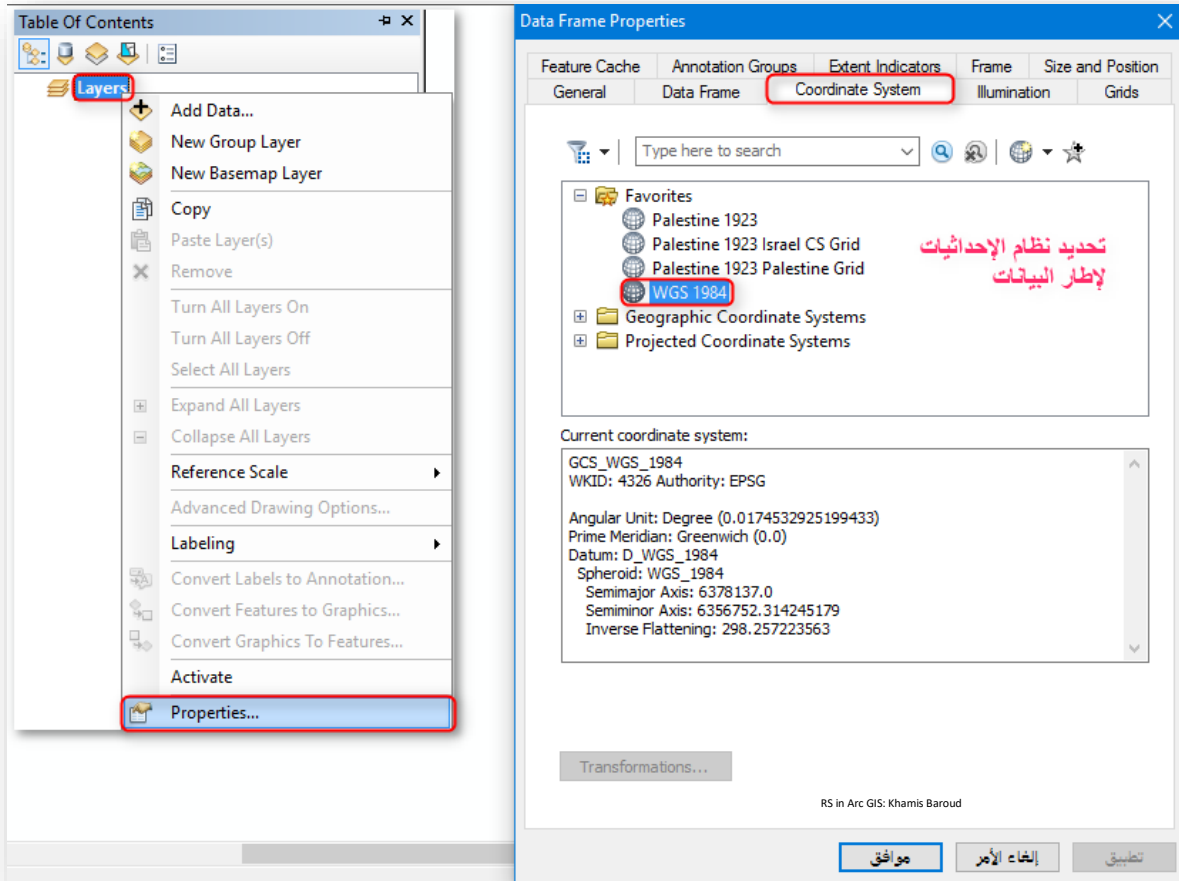 Table Of Contents
Layers
Add Data...
New Group Layer
New Basemap Layer
Copy
Paste Layer(s)
Remove
Turn All Layers On
Turn All Layers Off
Select All Layers
Expand All Layers
Collapse All Layers
Reference Scale
Advanced Drawing Options...
Labeling
Convert Labels to Annotation...
Convert Features to Graphics...
Convert Graphics To Features...
Activate
Properties...
Data Frame Properties
Feature Cache Annotation Groups Extent Indicators Frame Size and Position
General Data Frame Coordinate System Illumination Grids
Type here to search
Favorites
Palestine 1923
Palestine 1923 Israel CS Grid
Palestine 1923 Palestine Grid
WGS 1984
Geographic Coordinate Systems
Projected Coordinate Systems
تحديد نظام الإحداثيات
لإطار البيانات
Current coordinate system:
GCS_WGS_1984
WKID: 4326 Authority: EPSG
Angular Unit: Degree (0.0174532925199433)
Prime Meridian: Greenwich (0.0)
Datum: D_WGS_1984
Spheroid: WGS_1984
Semimajor Axis: 6378137.0
Semiminor Axis: 6356752.314245179
Inverse Flattening: 298.257223563
Transformations...
RS in Arc GIS: Khamis Baroud
موافق إلغاء الأمر تطبيق